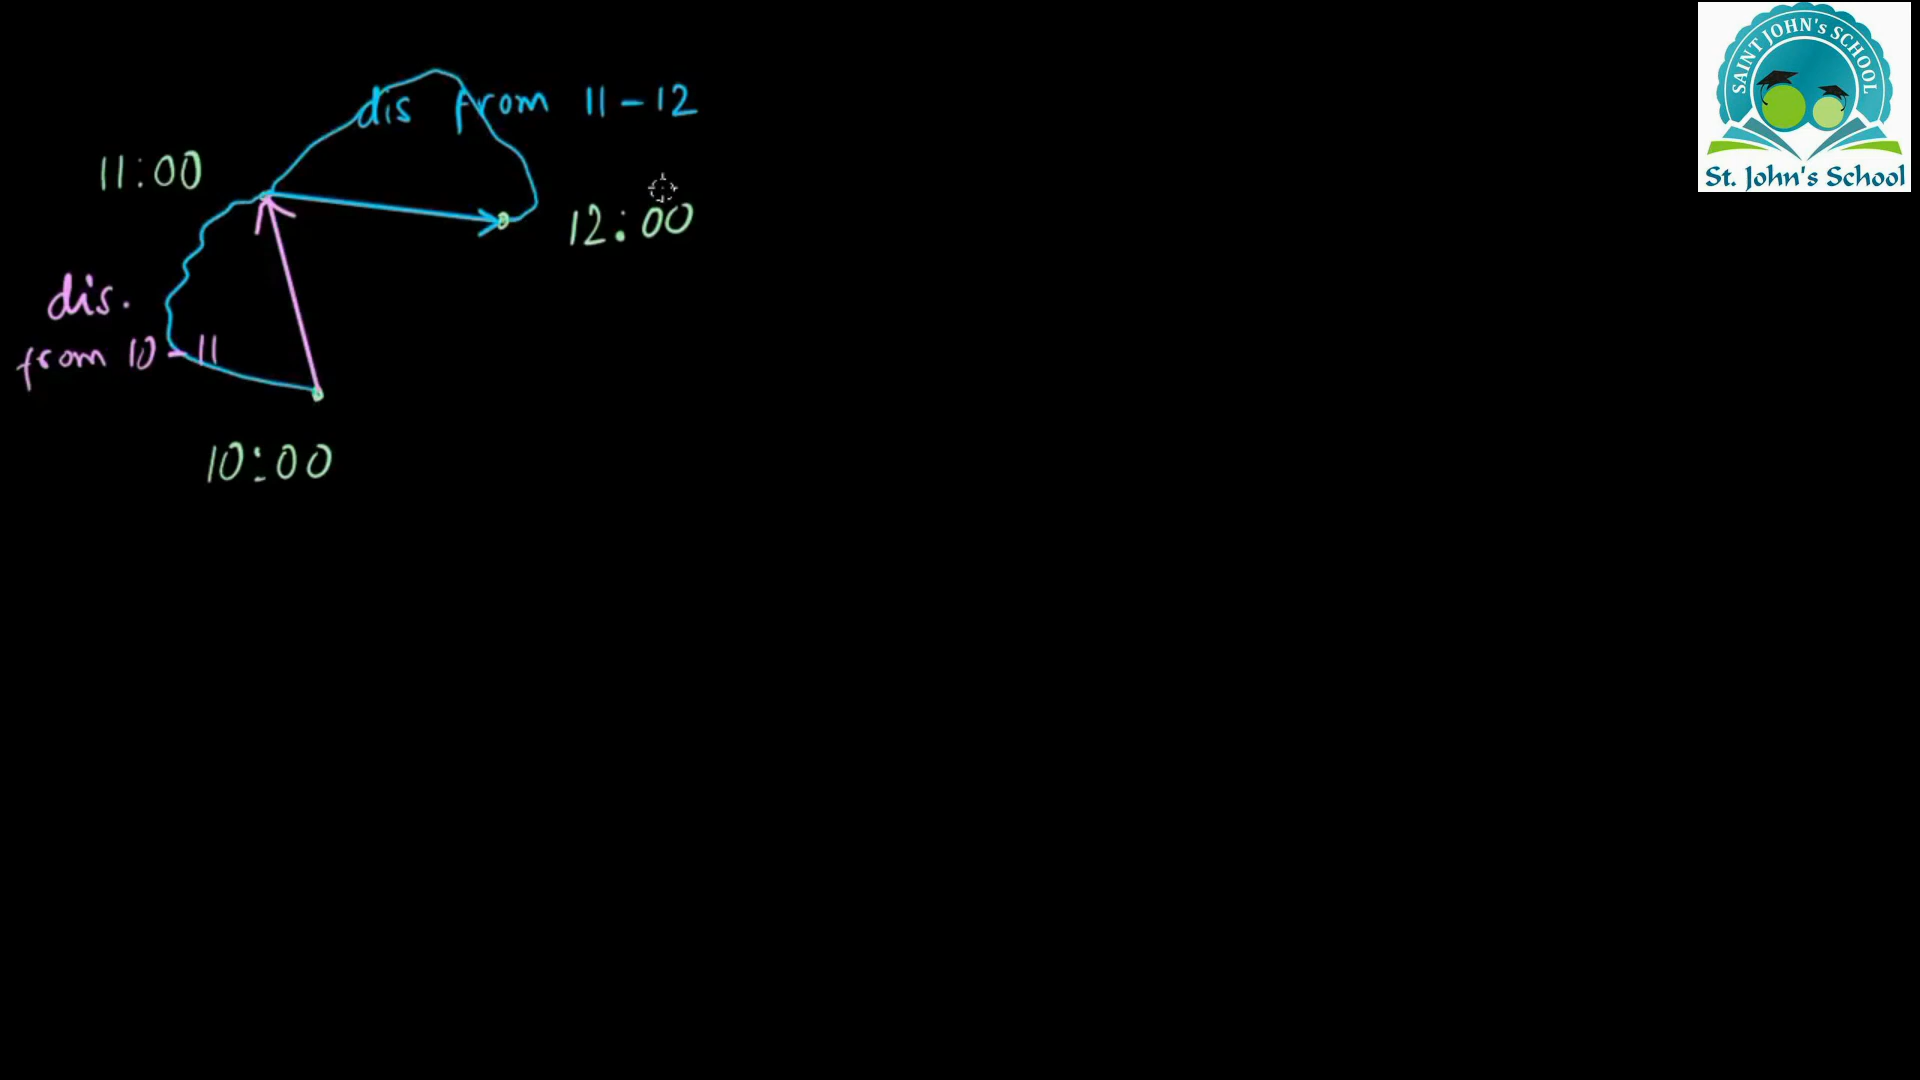 dis from 11-12
11:00
12:00
dis.
from 10-11
10:00
SAINT JOHN's SCHOOL
St. John's School